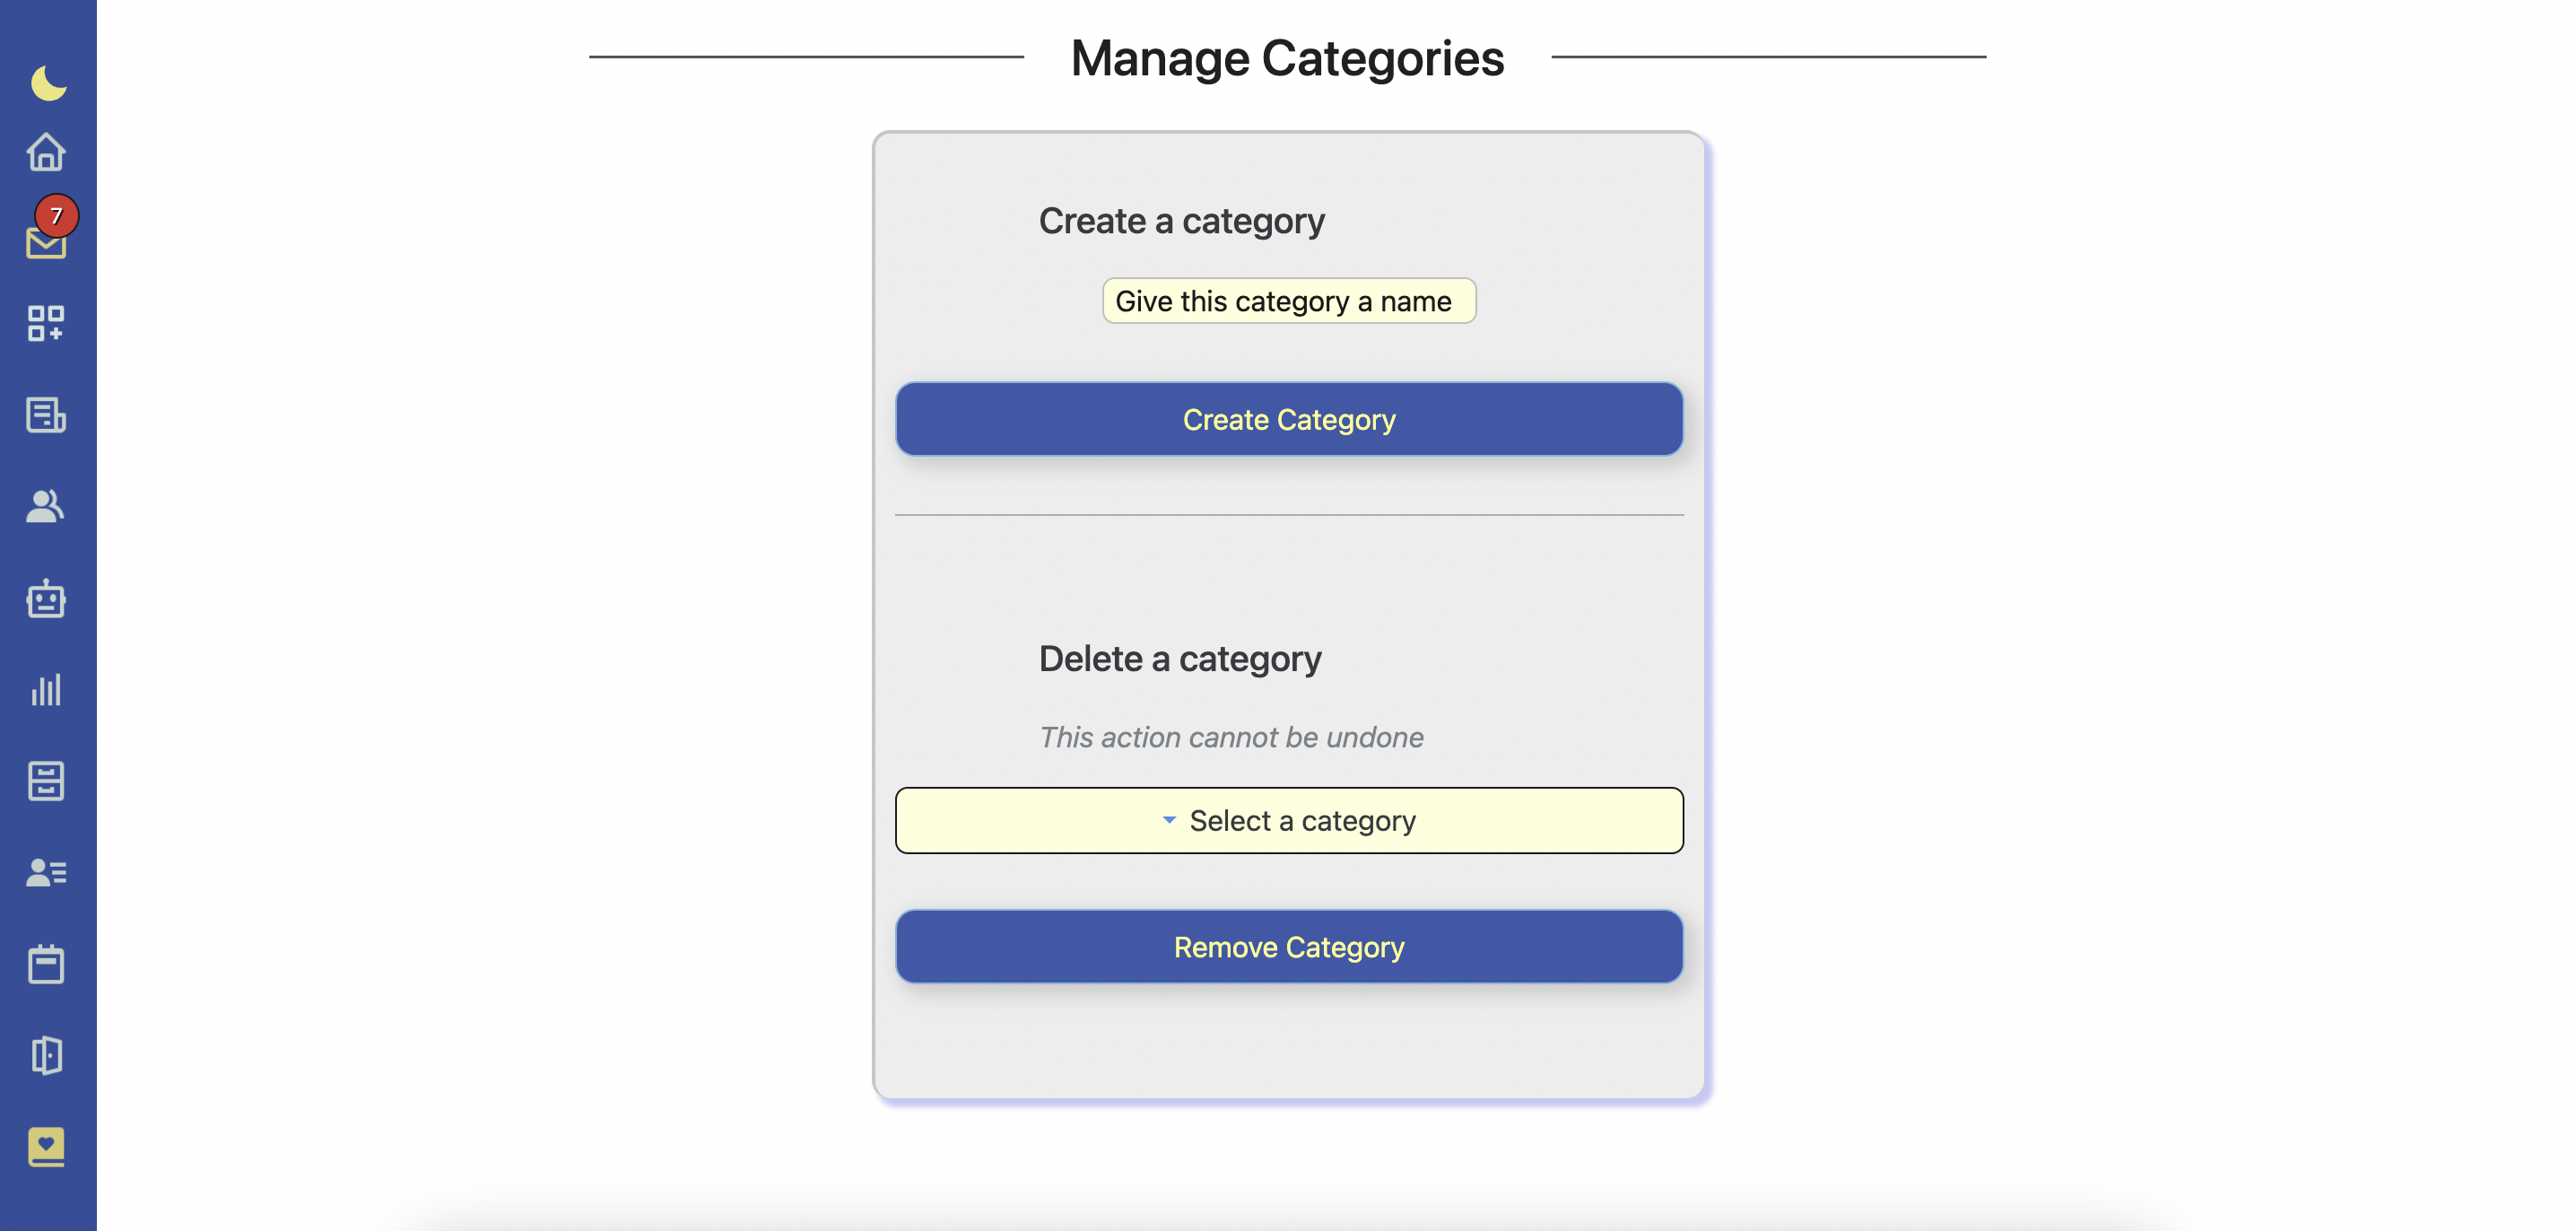 Manage Categories
7
Create a category
Give this category a name
Create Category
Delete a category
This action cannot be undone
Select a category
Remove Category